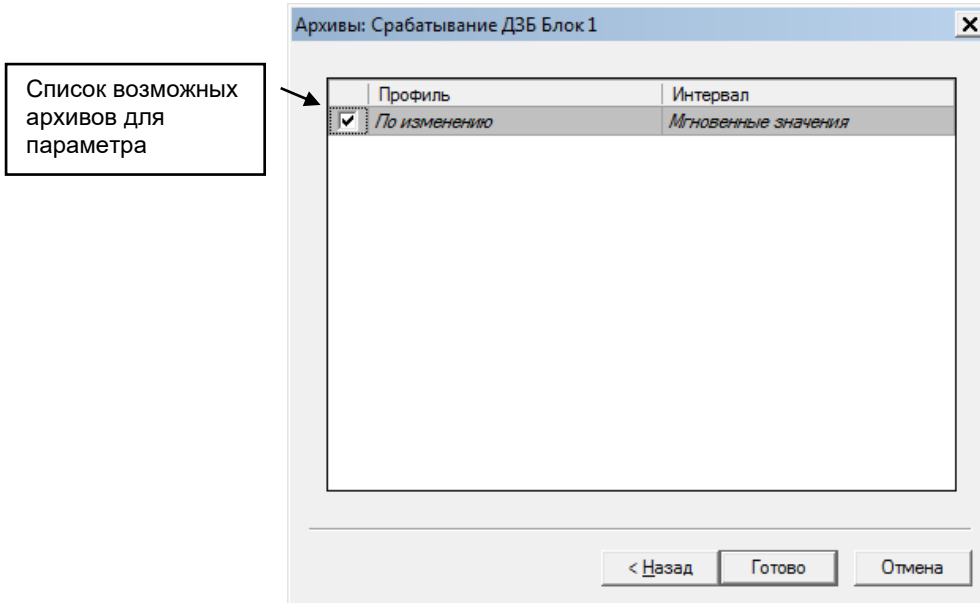 Архивы: Срабатывание ДЗБ Блок 1
Список возможных
архивов для
параметра
Профиль Интервал
По изменению Мгновенные значения
< Назад Готово Отмена